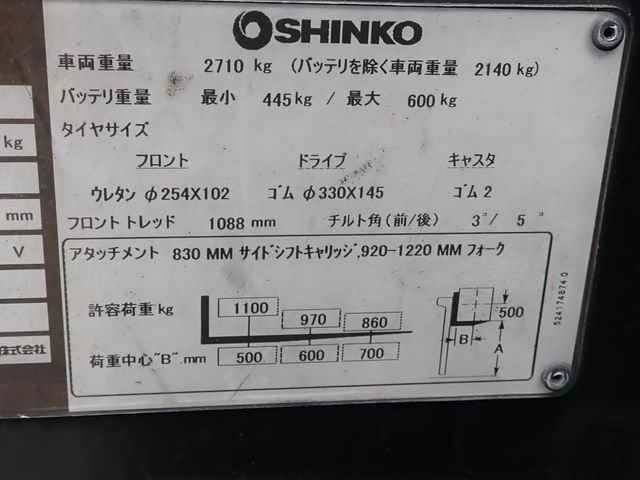 SHINKO
車両重量 2710 kg (バッテリを除く車両重量 2140 kg)
バッテリ重量 最小 445kg / 最大 600 kg
タイヤサイズ
フロント ドライブ キャスタ
ウレタン φ254X102 ゴム φ330X145 ゴム 2
フロント トレッド 1088 mm チルト角(前/後) 3°/ 5°
アタッチメント 830 MM サイドシフトキャリッジ,920-1220 MM フォーク
許容荷重 kg 1100 970 860
荷重中心"B".mm 500 600 700
500
B A
524174874 0
kg
mm
V
株式会社